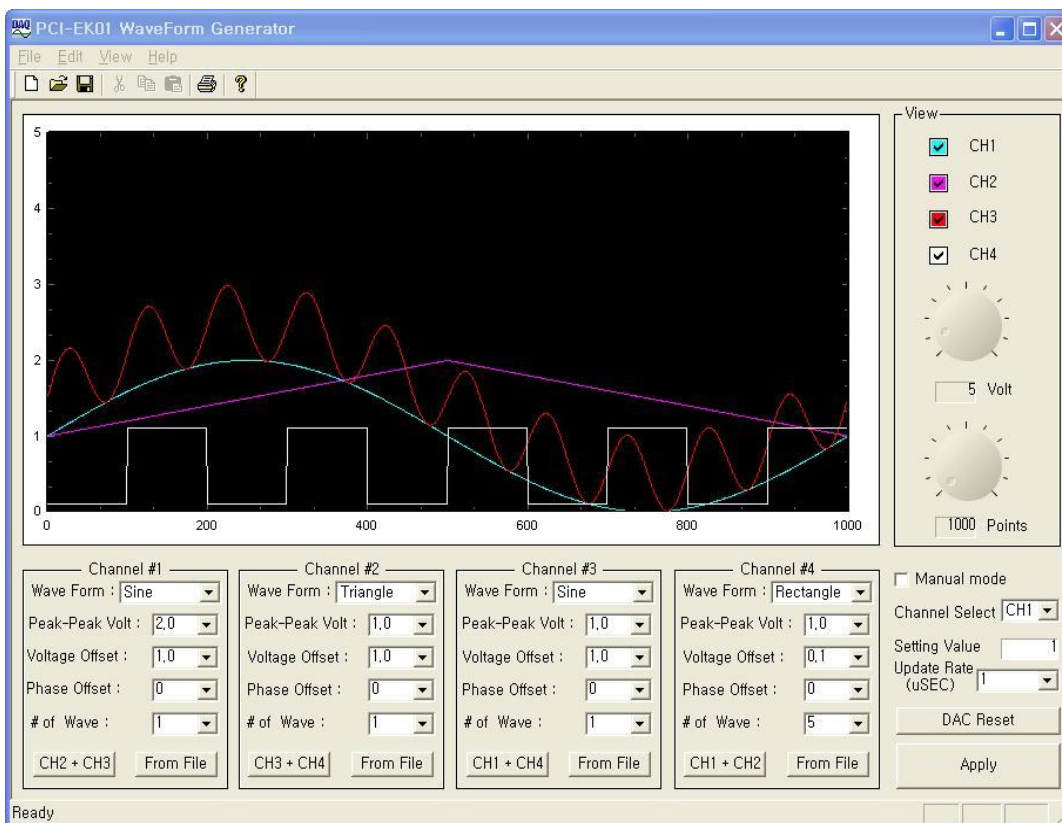 DAQ
PCI-EK01 WaveForm Generator
File Edit View Help
5
4
3
2
1
0
0 200 400 600 800 1000
View
CH1
CH2
CH3
CH4
5 Volt
1000 Points
Channel #1
Wave Form : Sine
Peak-Peak Volt : 2,0
Voltage Offset : 1,0
Phase Offset : 0
# of Wave : 1
CH2 + CH3 From File
Channel #2
Wave Form : Triangle
Peak-Peak Volt : 1,0
Voltage Offset : 1,0
Phase Offset : 0
# of Wave : 1
CH3 + CH4 From File
Channel #3
Wave Form : Sine
Peak-Peak Volt : 1,0
Voltage Offset : 1,0
Phase Offset : 0
# of Wave : 1
CH1 + CH4 From File
Channel #4
Wave Form : Rectangle
Peak-Peak Volt : 1,0
Voltage Offset : 0,1
Phase Offset : 0
# of Wave : 5
CH1 + CH2 From File
Manual mode
Channel Select CH1
Setting Value 1
Update Rate
(uSEC) 1
DAC Reset
Apply
Ready